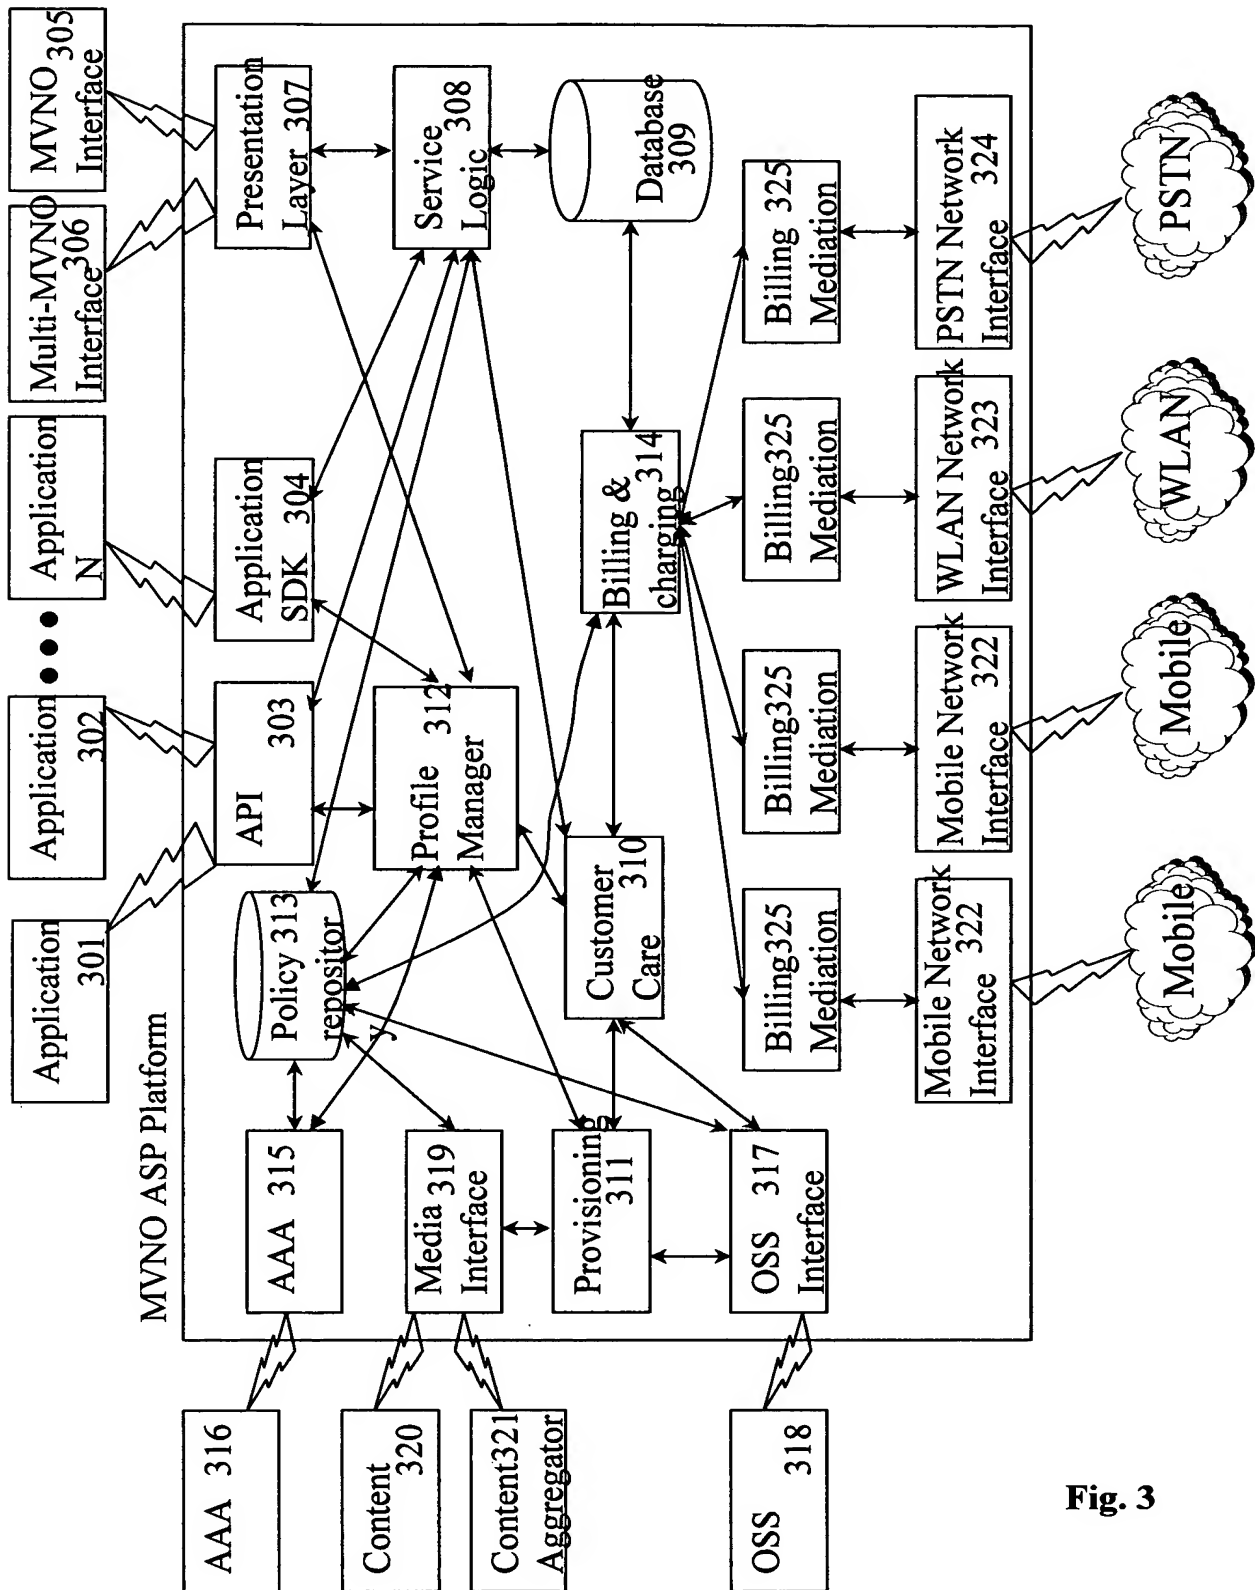 Application
301
Application
302
Application
N
Multi-MVNO
306
Interface
MVNO
305
Interface
MVNO ASP Platform
AAA 316
AAA 315
Policy 313
repositor
y
API 303
Application
SDK 304
Presentation
Layer 307
Content
320
Content321
Aggregator
Media 319
Interface
Profile 312
Manager
Service
308
Logic
Provisioning
311
Customer
310
Care
Billing &
314
charging
Database
309
OSS
318
OSS 317
Interface
Billing325
Mediation
Billing325
Mediation
Billing325
Mediation
Billing 325
Mediation
Mobile Network
322
Interface
Mobile Network
322
Interface
WLAN Network
323
Interface
PSTN Network
324
Interface
Mobile
Mobile
WLAN
PSTN
Fig. 3